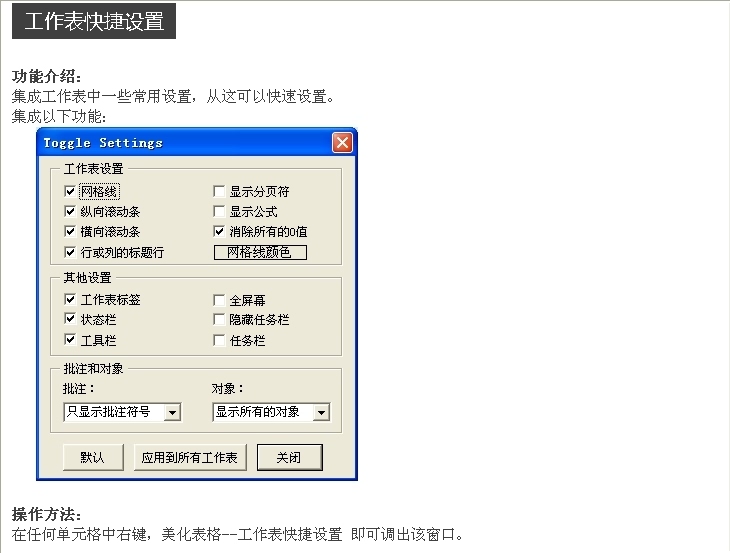 工作表快捷设置
功能介绍：
集成工作表中一些常用设置，从这可以快速设置。
集成以下功能：
Toggle Settings
工作表设置
网格线 显示分页符
纵向滚动条 显示公式
横向滚动条 消除所有的0值
行或列的标题行 网格线颜色
其他设置
工作表标签 全屏幕
状态栏 隐藏任务栏
工具栏 任务栏
批注和对象
批注： 对象：
只显示批注符号 显示所有的对象
默认 应用到所有工作表 关闭
操作方法：
在任何单元格中右键，美化表格--工作表快捷设置 即可调出该窗口。